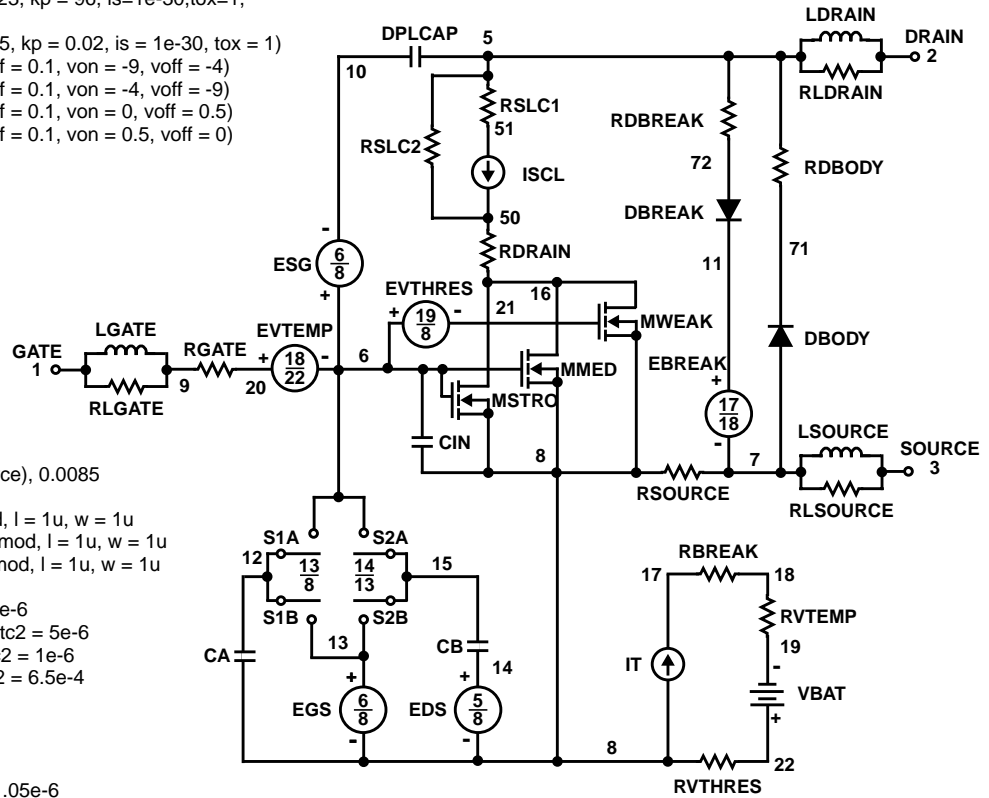 25, kp = 96, is=1e-30,tox=1,
5, kp = 0.02, is = 1e-30, tox = 1)
f = 0.1, von = -9, voff = -4)
f = 0.1, von = -4, voff = -9)
f = 0.1, von = 0, voff = 0.5)
f = 0.1, von = 0.5, voff = 0)
LDRAIN
DPLCAP
5
DRAIN
2
10
RLDRAIN
RSLC1
51
RDBREAK
RSLC2
72
RDBODY
ISCL
50
DBREAK
-
RDRAIN
71
ESG
6
8
11
+
EVTHRES
16
+
19
8
-
21
MWEAK
LGATE
EVTEMP
DBODY
GATE
1
RGATE
+
18
22
-
6
EBREAK
+
MMED
9
20
MSTRO
RLGATE
17
18
LSOURCE
CIN
-
SOURCE
3
8
7
ce), 0.0085
RSOURCE
RLSOURCE
l, l = 1u, w = 1u
mod, l = 1u, w = 1u
mod, l = 1u, w = 1u
S1A
S2A
12
13
8
14
13
15
RBREAK
17
18
S1B
S2B
RVTEMP
e-6
tc2 = 5e-6
c2 = 1e-6
2 = 6.5e-4
13
CB
19
CA
14
IT
-
+
+
VBAT
EGS
6
8
EDS
5
8
+
-
-
8
22
RVTHRES
.05e-6